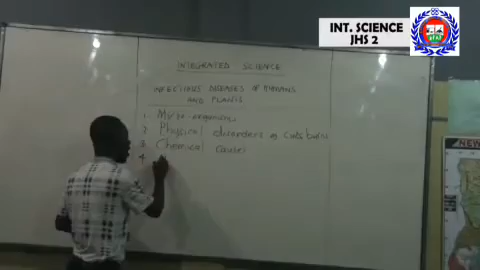 INT. SCIENCE
JHS 2
INTEGRATED SCIENCE
INFECTIOUS DISEASES OF HUMANS
AND PLANTS
1. Micro-organisms
2 Physical disorders eg cuts burns
3 Chemical causes
4